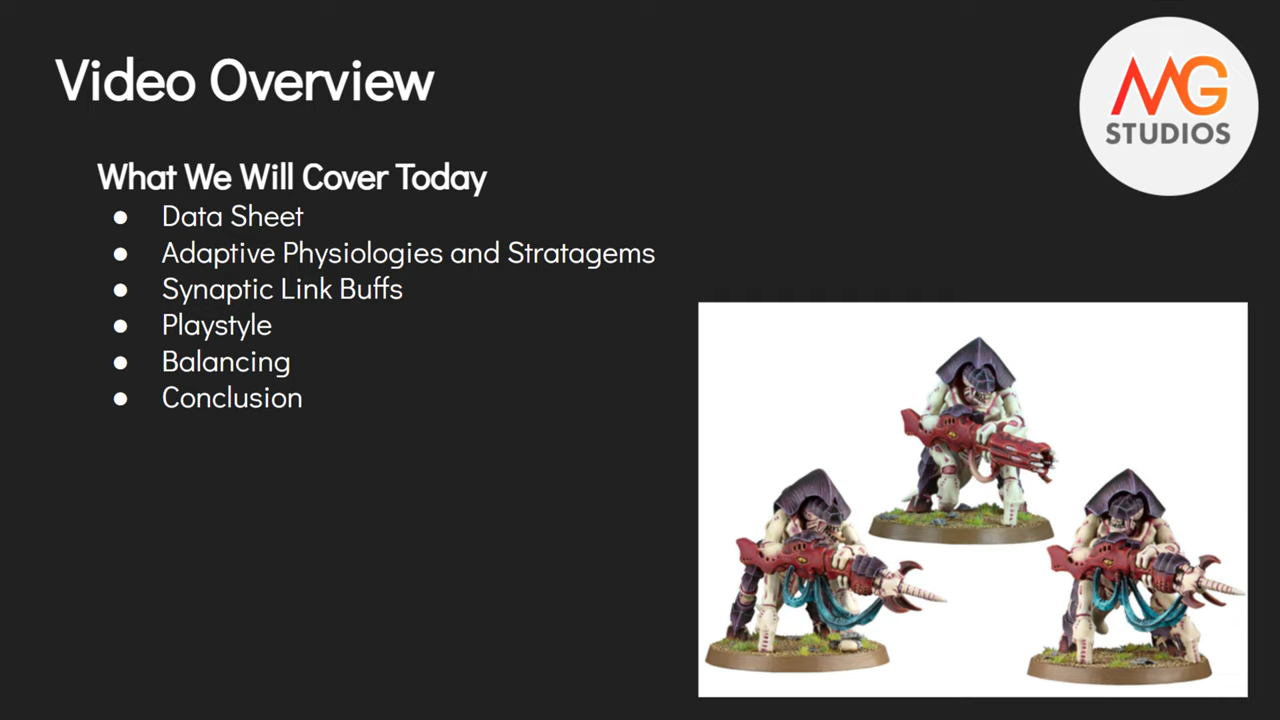 Video Overview
MG
STUDIOS
What We Will Cover Today
● Data Sheet
● Adaptive Physiologies and Stratagems
● Synaptic Link Buffs
● Playstyle
● Balancing
● Conclusion